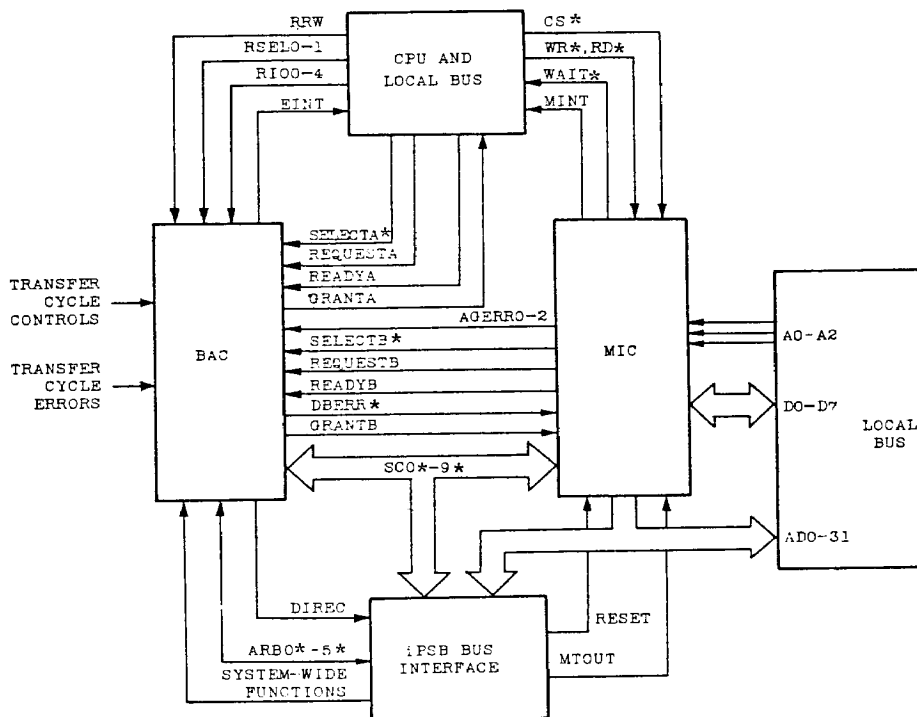 RRW
CS*
RSEL0-1
WR*,RD*
CPU AND
LOCAL BUS
RIO0-4
WAIT*
EINT
MINT
SELECTA*
REQUESTA
READYA
GRANTA
TRANSFER
CYCLE
CONTROLS
AGERR0-2
A0-A2
BAC
SELECTB*
MIC
REQUESTB
TRANSFER
CYCLE
ERRORS
READYB
DBERR*
D0-D7
GRANTB
LOCAL
BUS
SC0*-9*
AD0-31
DIREC
RESET
ARB0*-5*
iPSB BUS
INTERFACE
MTOUT
SYSTEM-WIDE
FUNCTIONS